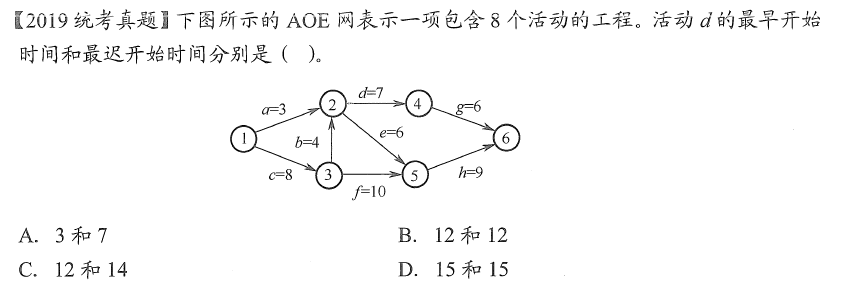 【2019 统考真题】下图所示的 AOE 网表示一项包含 8 个活动的工程。活动 d 的最早开始
时间和最迟开始时间分别是（ ）。
d=7
2
4
a=3
g=6
1
b=4
e=6
6
c=8
3
5
h=9
f=10
A. 3 和 7
B. 12 和 12
C. 12 和 14
D. 15 和 15